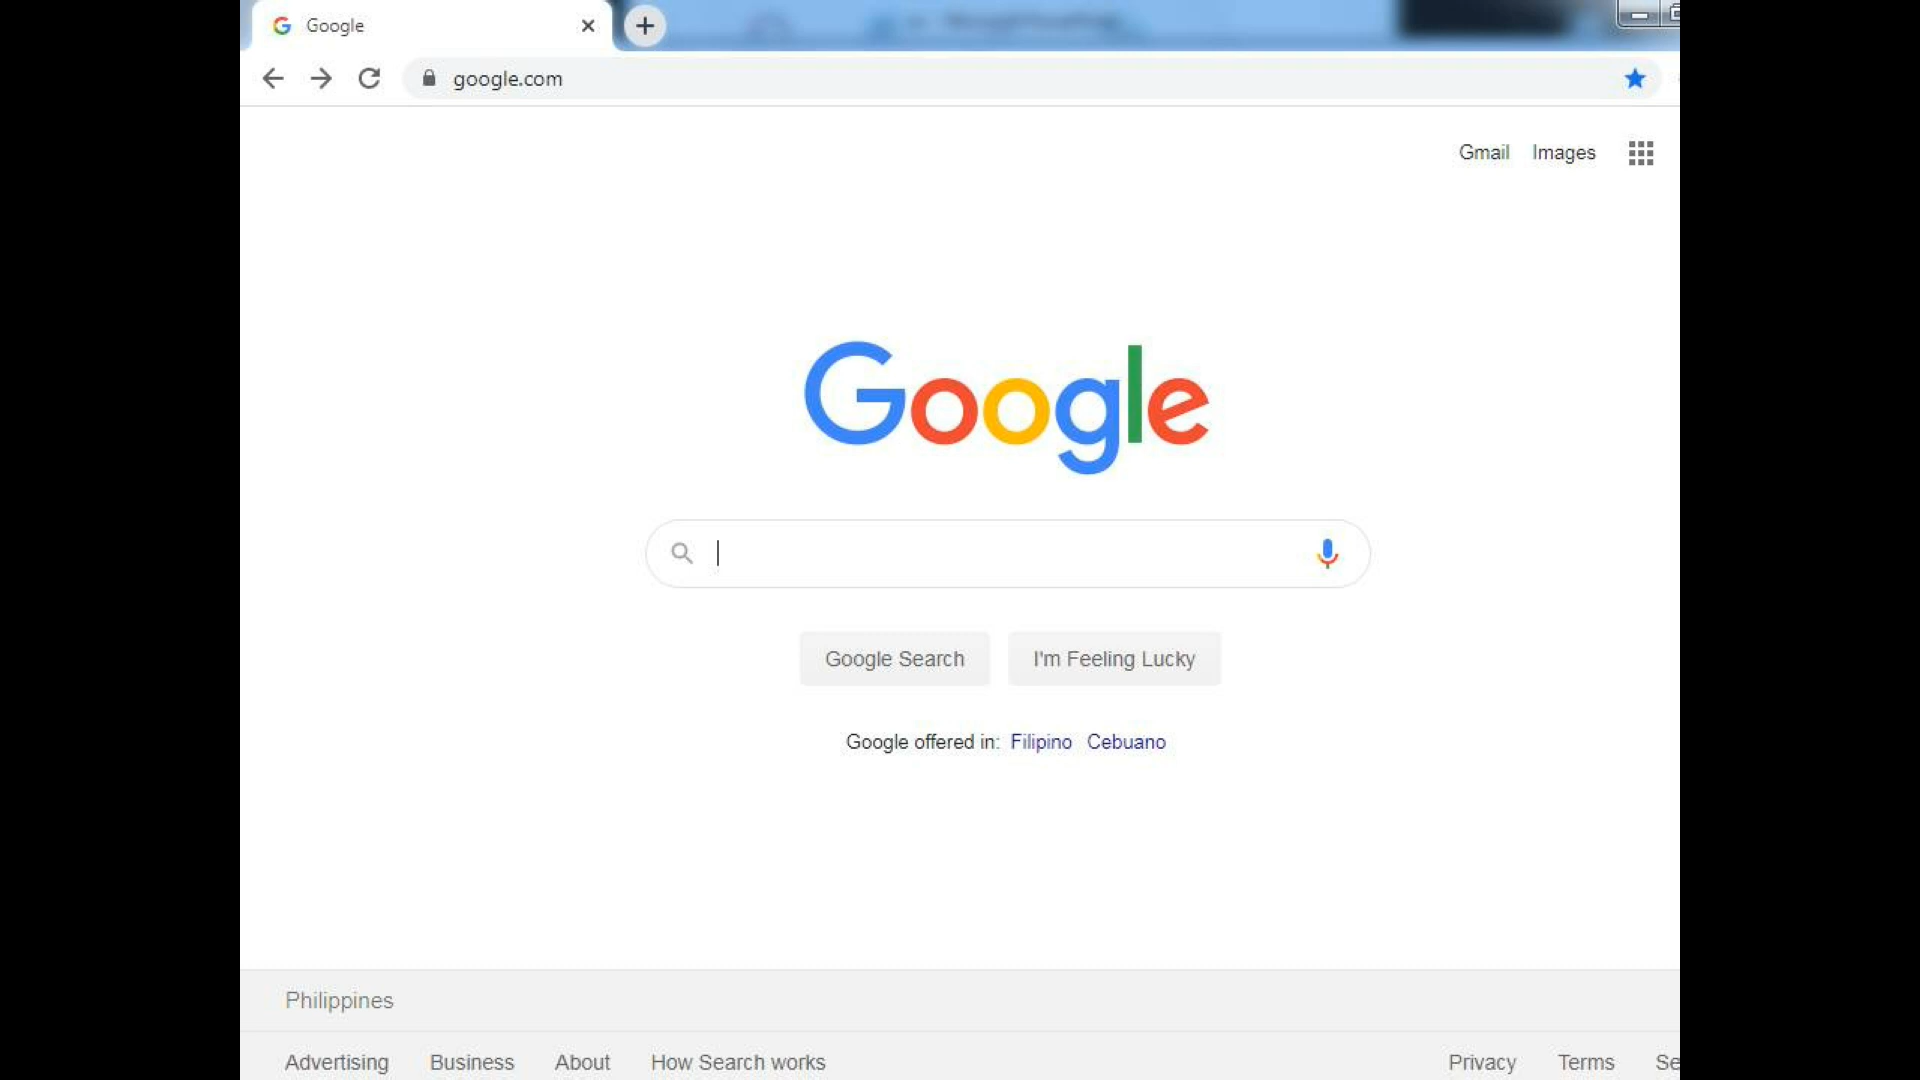 Google
google.com
Gmail Images
Google
Google Search I'm Feeling Lucky
Google offered in: Filipino Cebuano
Philippines
Advertising Business About How Search works Privacy Terms Se